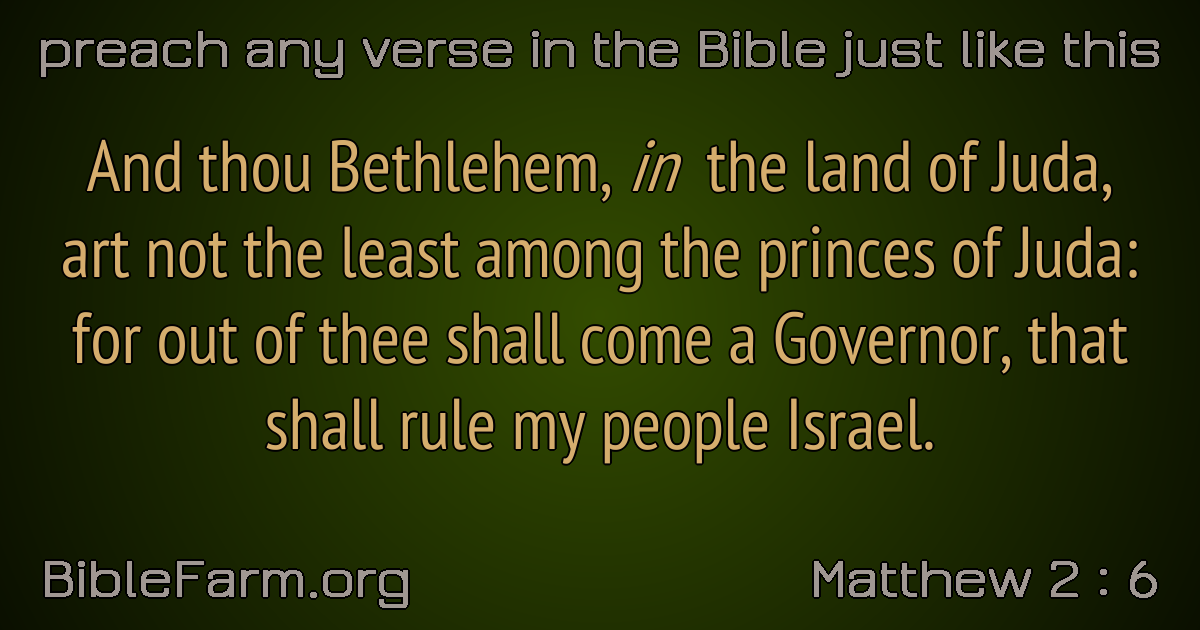 preach any verse in the Bible just like this
And thou Bethlehem, in the land of Juda,
art not the least among the princes of Juda:
for out of thee shall come a Governor, that
shall rule my people Israel.
BibleFarm.org
Matthew 2 : 6